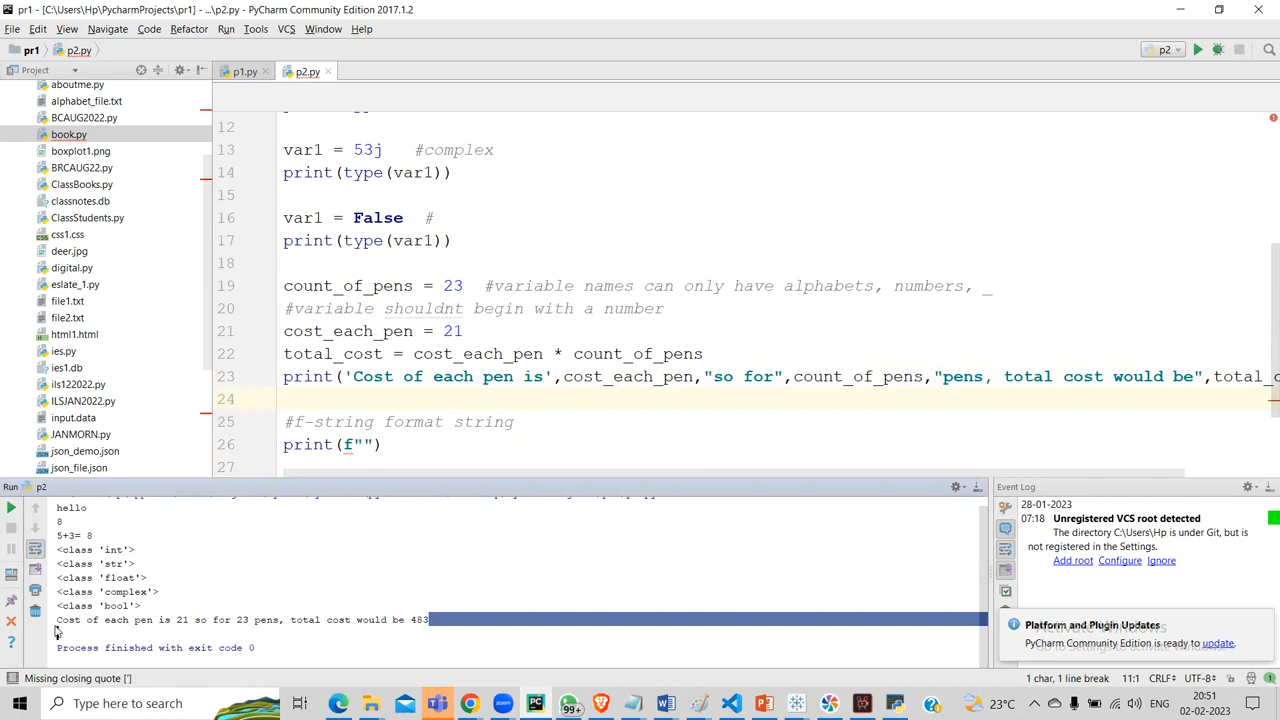 pr1 - [C:\Users\Hp\PycharmProjects\pr1] - ...\p2.py - PyCharm Community Edition 2017.1.2
File Edit View Navigate Code Refactor Run Tools VCS Window Help
pr1 p2.py p2
Project p1.py p2.py
aboutme.py
alphabet_file.txt
BCAUG2022.py
book.py
boxplot1.png
BRCAUG22.py
ClassBooks.py
classnotes.db
ClassStudents.py
css1.css
deer.jpg
digital.py
eslate_1.py
file1.txt
file2.txt
html1.html
ies.py
ies1.db
ils122022.py
ILSJAN2022.py
input.data
JANMORN.py
json_demo.json
json_file.json
12
13 var1 = 53j #complex
14 print(type(var1))
15
16 var1 = False #
17 print(type(var1))
18
19 count_of_pens = 23 #variable names can only have alphabets, numbers, _
20 #variable shouldnt begin with a number
21 cost_each_pen = 21
22 total_cost = cost_each_pen * count_of_pens
23 print('Cost of each pen is',cost_each_pen,"so for",count_of_pens,"pens, total cost would be",total_c
24
25 #f-string format string
26 print(f"")
27
Run p2
hello
8
5+3= 8
<class 'int'>
<class 'str'>
<class 'float'>
<class 'complex'>
<class 'bool'>
Cost of each pen is 21 so for 23 pens, total cost would be 483
Process finished with exit code 0
Event Log
28-01-2023
07:18 Unregistered VCS root detected
The directory C:\Users\Hp is under Git, but is
not registered in the Settings.
Add root Configure Ignore
Platform and Plugin Updates
PyCharm Community Edition is ready to update.
Activate Windows
Go to Settings to activate Windows.
Missing closing quote ['] 1 char, 1 line break 11:1 CRLF UTF-8
Type here to search 99+ 23°C ENG 20:51
02-02-2023